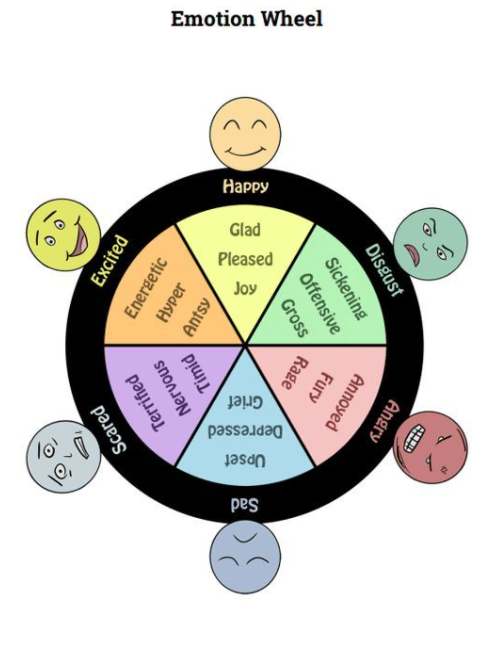 Emotion Wheel
Happy
Glad
Pleased
Joy
Disgust
Sickening
Offensive
Gross
Angry
Annoyed
Fury
Rage
Sad
Upset
Depressed
Grief
Scared
Terrified
Nervous
Timid
Excited
Energetic
Hyper
Antsy